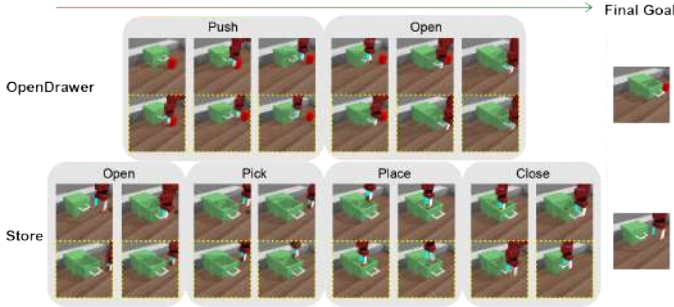 Final Goal
Push Open
OpenDrawer
Open Pick Place Close
Store